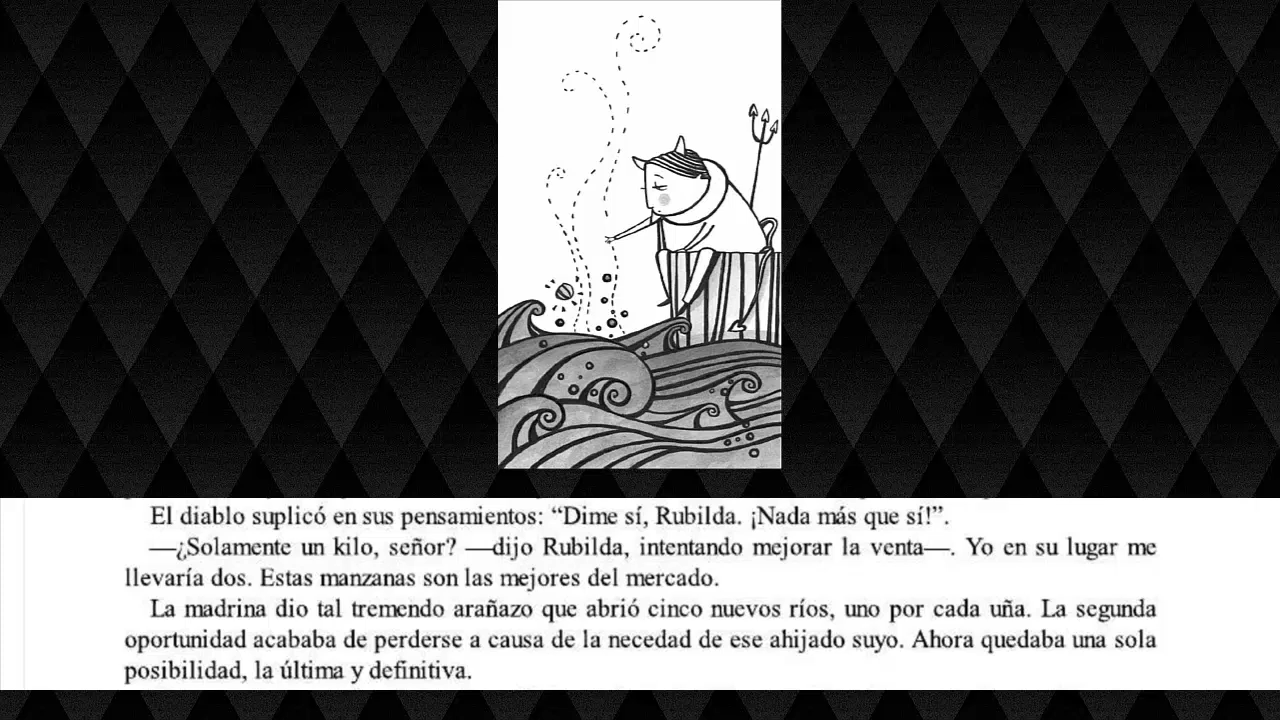 El diablo suplicó en sus pensamientos: “Dime sí, Rubilda. ¡Nada más que sí!”.
—¿Solamente un kilo, señor? —dijo Rubilda, intentando mejorar la venta—. Yo en su lugar me
llevaría dos. Estas manzanas son las mejores del mercado.
La madrina dio tal tremendo arañazo que abrió cinco nuevos ríos, uno por cada uña. La segunda
oportunidad acababa de perderse a causa de la necedad de ese ahijado suyo. Ahora quedaba una sola
posibilidad, la última y definitiva.